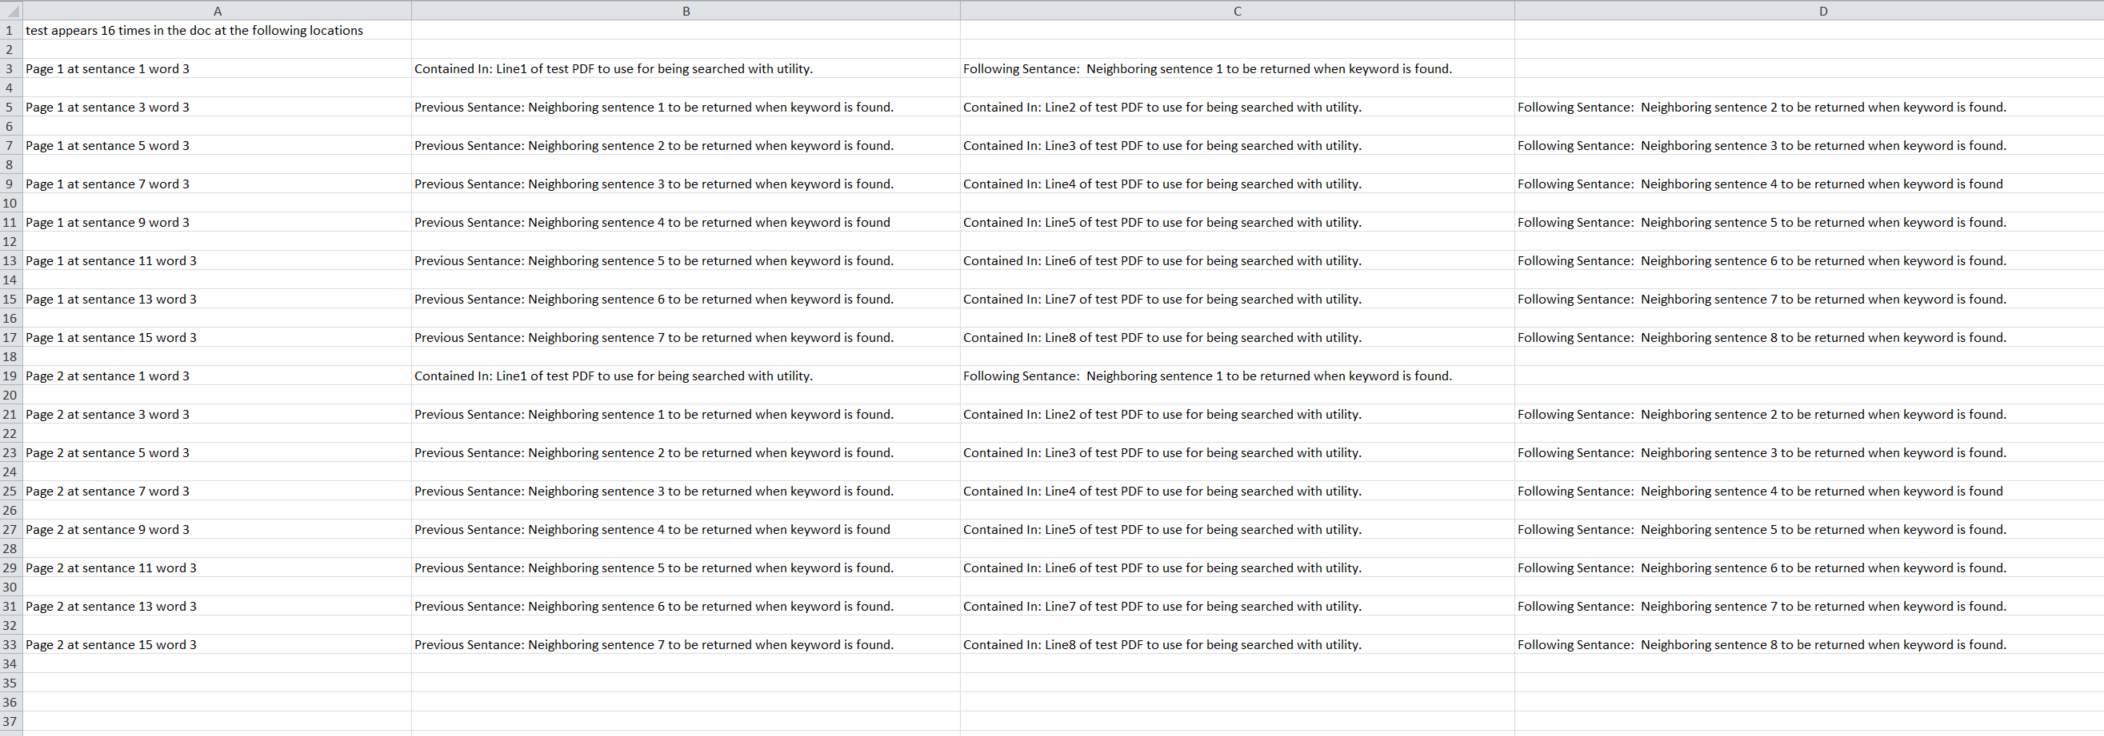 A B C D
1 test appears 16 times in the doc at the following locations
2
3 Page 1 at sentance 1 word 3 Contained In: Line1 of test PDF to use for being searched with utility. Following Sentance:  Neighboring sentence 1 to be returned when keyword is found.
4
5 Page 1 at sentance 3 word 3 Previous Sentance: Neighboring sentence 1 to be returned when keyword is found. Contained In: Line2 of test PDF to use for being searched with utility. Following Sentance:  Neighboring sentence 2 to be returned when keyword is found.
6
7 Page 1 at sentance 5 word 3 Previous Sentance: Neighboring sentence 2 to be returned when keyword is found. Contained In: Line3 of test PDF to use for being searched with utility. Following Sentance:  Neighboring sentence 3 to be returned when keyword is found.
8
9 Page 1 at sentance 7 word 3 Previous Sentance: Neighboring sentence 3 to be returned when keyword is found. Contained In: Line4 of test PDF to use for being searched with utility. Following Sentance:  Neighboring sentence 4 to be returned when keyword is found
10
11 Page 1 at sentance 9 word 3 Previous Sentance: Neighboring sentence 4 to be returned when keyword is found Contained In: Line5 of test PDF to use for being searched with utility. Following Sentance:  Neighboring sentence 5 to be returned when keyword is found.
12
13 Page 1 at sentance 11 word 3 Previous Sentance: Neighboring sentence 5 to be returned when keyword is found. Contained In: Line6 of test PDF to use for being searched with utility. Following Sentance:  Neighboring sentence 6 to be returned when keyword is found.
14
15 Page 1 at sentance 13 word 3 Previous Sentance: Neighboring sentence 6 to be returned when keyword is found. Contained In: Line7 of test PDF to use for being searched with utility. Following Sentance:  Neighboring sentence 7 to be returned when keyword is found.
16
17 Page 1 at sentance 15 word 3 Previous Sentance: Neighboring sentence 7 to be returned when keyword is found. Contained In: Line8 of test PDF to use for being searched with utility. Following Sentance:  Neighboring sentence 8 to be returned when keyword is found.
18
19 Page 2 at sentance 1 word 3 Contained In: Line1 of test PDF to use for being searched with utility. Following Sentance:  Neighboring sentence 1 to be returned when keyword is found.
20
21 Page 2 at sentance 3 word 3 Previous Sentance: Neighboring sentence 1 to be returned when keyword is found. Contained In: Line2 of test PDF to use for being searched with utility. Following Sentance:  Neighboring sentence 2 to be returned when keyword is found.
22
23 Page 2 at sentance 5 word 3 Previous Sentance: Neighboring sentence 2 to be returned when keyword is found. Contained In: Line3 of test PDF to use for being searched with utility. Following Sentance:  Neighboring sentence 3 to be returned when keyword is found.
24
25 Page 2 at sentance 7 word 3 Previous Sentance: Neighboring sentence 3 to be returned when keyword is found. Contained In: Line4 of test PDF to use for being searched with utility. Following Sentance:  Neighboring sentence 4 to be returned when keyword is found
26
27 Page 2 at sentance 9 word 3 Previous Sentance: Neighboring sentence 4 to be returned when keyword is found Contained In: Line5 of test PDF to use for being searched with utility. Following Sentance:  Neighboring sentence 5 to be returned when keyword is found.
28
29 Page 2 at sentance 11 word 3 Previous Sentance: Neighboring sentence 5 to be returned when keyword is found. Contained In: Line6 of test PDF to use for being searched with utility. Following Sentance:  Neighboring sentence 6 to be returned when keyword is found.
30
31 Page 2 at sentance 13 word 3 Previous Sentance: Neighboring sentence 6 to be returned when keyword is found. Contained In: Line7 of test PDF to use for being searched with utility. Following Sentance:  Neighboring sentence 7 to be returned when keyword is found.
32
33 Page 2 at sentance 15 word 3 Previous Sentance: Neighboring sentence 7 to be returned when keyword is found. Contained In: Line8 of test PDF to use for being searched with utility. Following Sentance:  Neighboring sentence 8 to be returned when keyword is found.
34
35
36
37